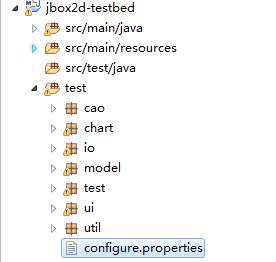 jbox2d-testbed
src/main/java
src/main/resources
src/test/java
test
cao
chart
io
model
test
ui
util
configure.properties